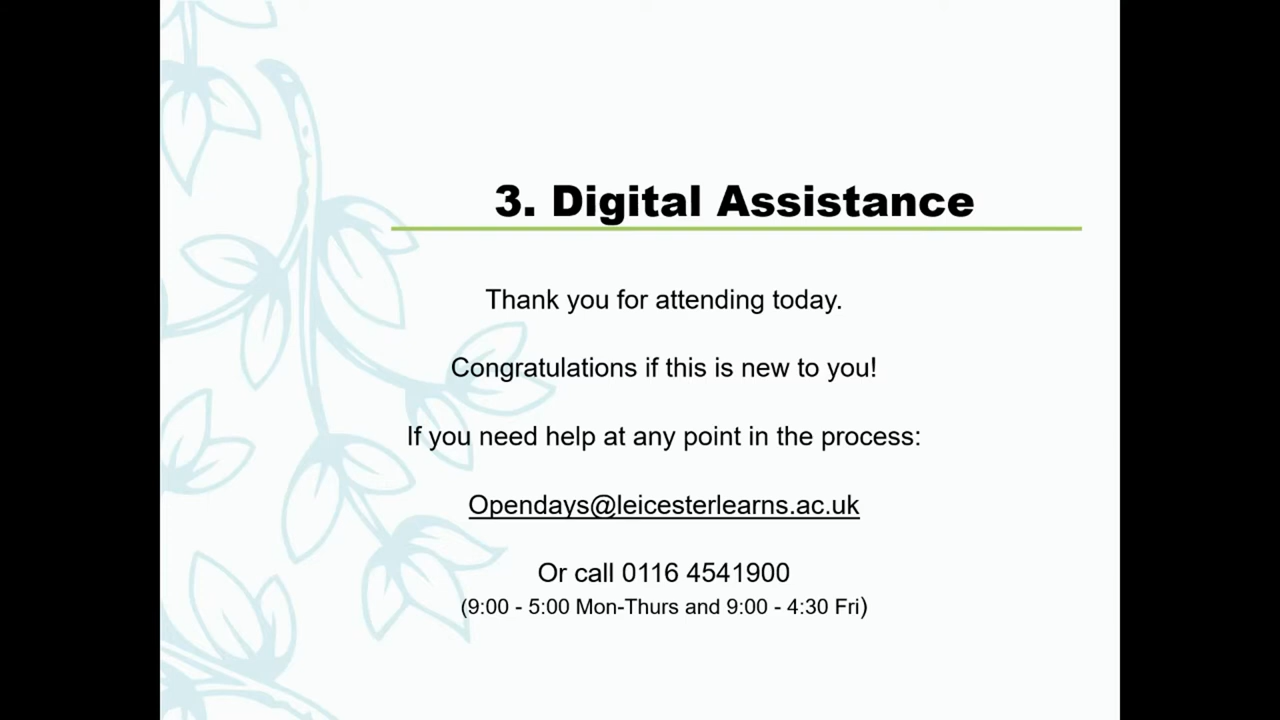 3. Digital Assistance
Thank you for attending today.
Congratulations if this is new to you!
If you need help at any point in the process:
Opendays@leicesterlearns.ac.uk
Or call 0116 4541900
(9:00 - 5:00 Mon-Thurs and 9:00 - 4:30 Fri)